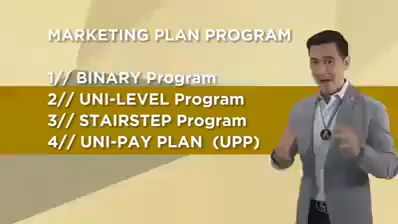 MARKETING PLAN PROGRAM
1// BINARY Program
2// UNI-LEVEL Program
3// STAIRSTEP Program
4// UNI-PAY PLAN (UPP)